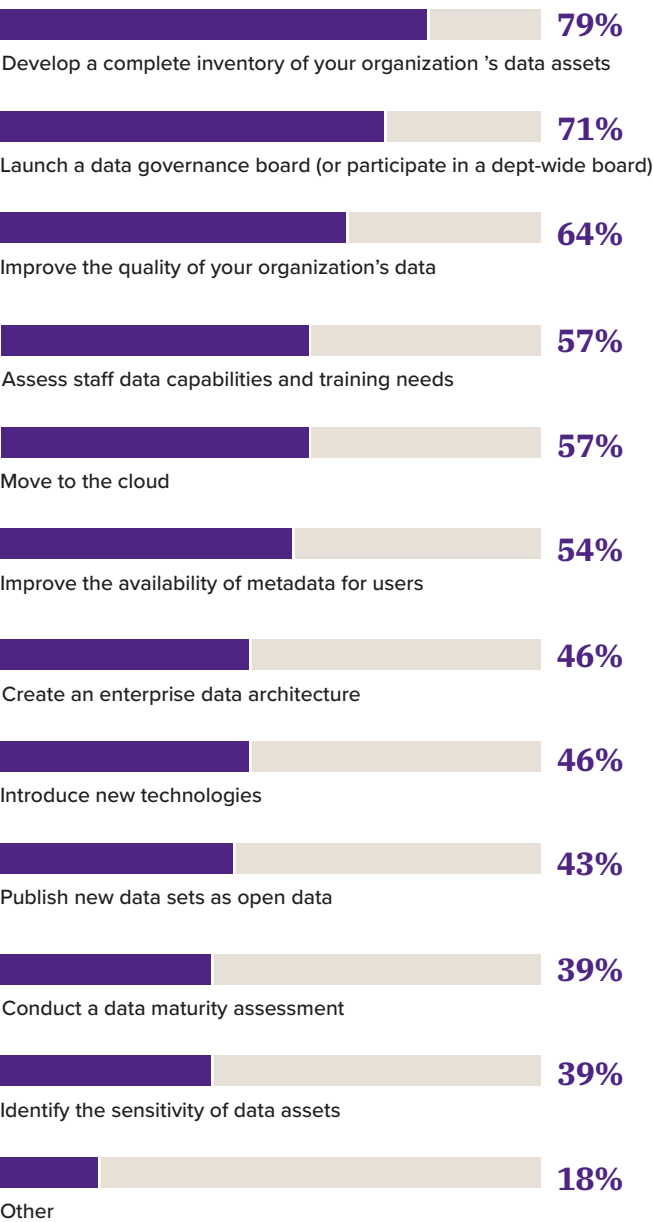 79%
Develop a complete inventory of your organization ’s data assets
71%
Launch a data governance board (or participate in a dept-wide board)
64%
Improve the quality of your organization’s data
57%
Assess staff data capabilities and training needs
57%
Move to the cloud
54%
Improve the availability of metadata for users
46%
Create an enterprise data architecture
46%
Introduce new technologies
43%
Publish new data sets as open data
39%
Conduct a data maturity assessment
39%
Identify the sensitivity of data assets
18%
Other